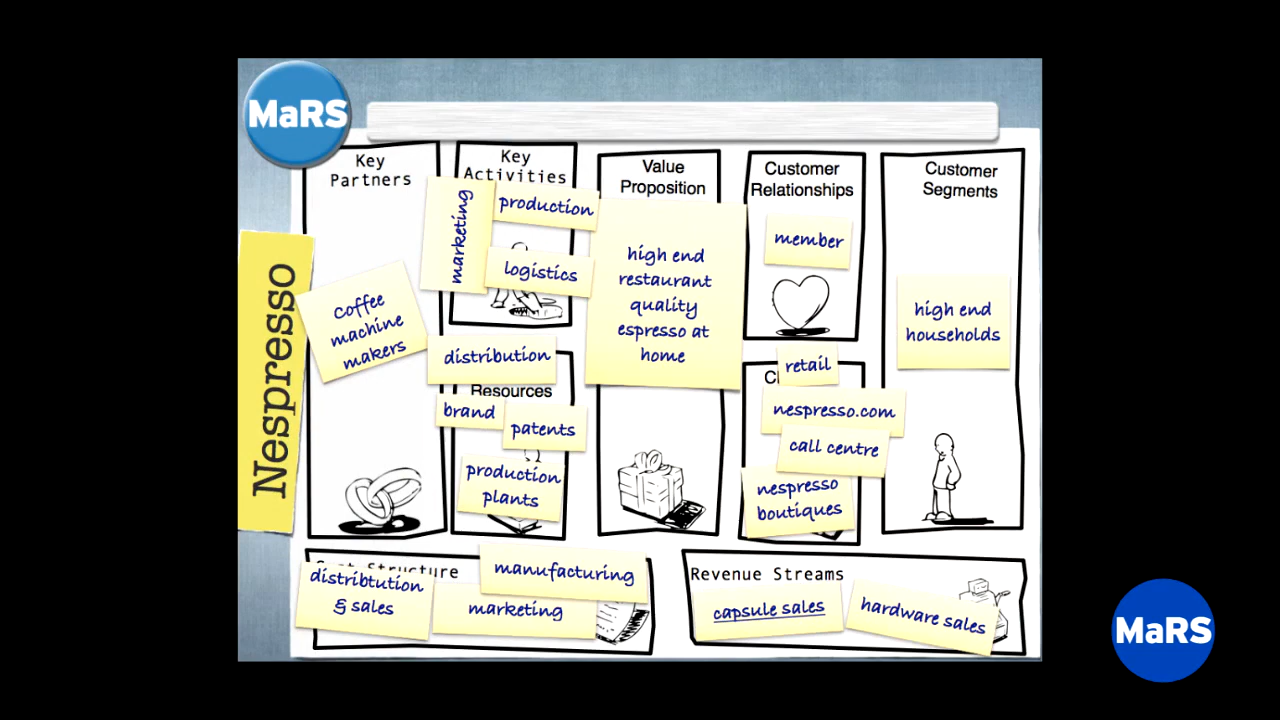 MaRS
Nespresso
Key
Partners
coffee
machine
makers
Key
Activities
marketing
production
logistics
distribution
Resources
brand
patents
production
plants
Value
Proposition
high end
restaurant
quality
espresso at
home
Customer
Relationships
member
retail
nespresso.com
call centre
nespresso
boutiques
Customer
Segments
high end
households
Structure
distribtution
& sales
manufacturing
marketing
Revenue Streams
capsule sales
hardware sales
MaRS